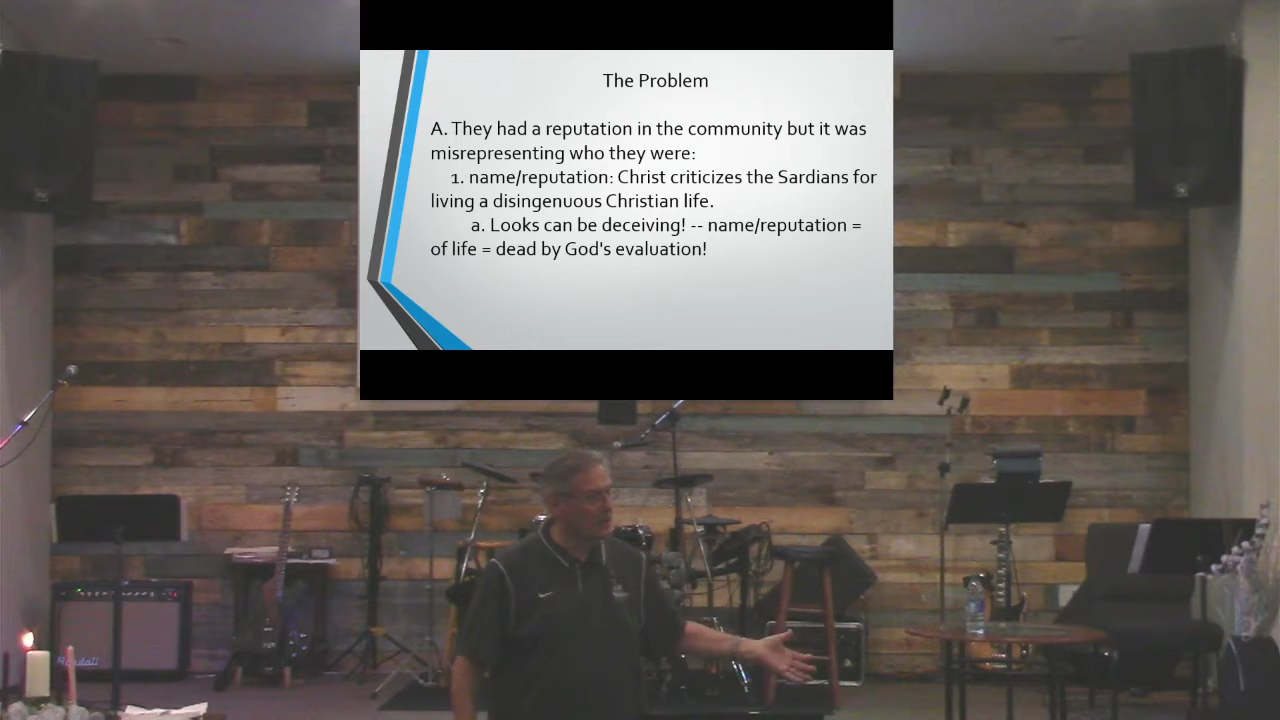 The Problem
A. They had a reputation in the community but it was
misrepresenting who they were:
1. name/reputation: Christ criticizes the Sardians for
living a disingenuous Christian life.
a. Looks can be deceiving! -- name/reputation =
of life = dead by God's evaluation!
Randall